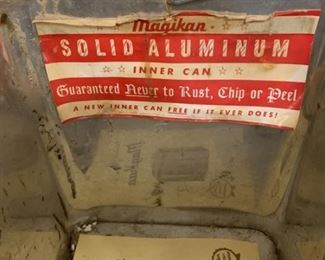 Magikan
SOLID ALUMINUM
INNER CAN
Guaranteed Never to Rust, Chip or Peel
A NEW INNER CAN FREE IF IT EVER DOES!
Magikan